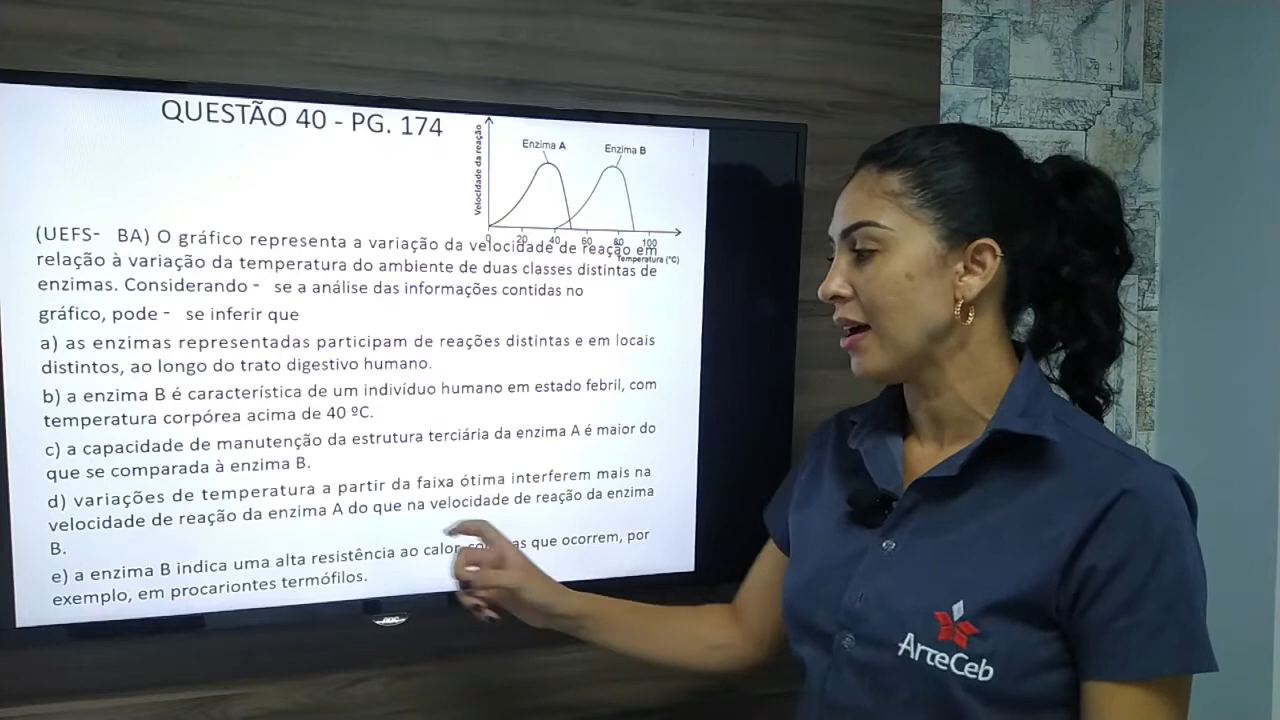 QUESTÃO 40 - PG. 174
Velocidade da reação
Enzima A
Enzima B
0 20 40 60 80 100
Temperatura (°C)
(UEFS- BA) O gráfico representa a variação da velocidade de reação em
relação à variação da temperatura do ambiente de duas classes distintas de
enzimas. Considerando - se a análise das informações contidas no
gráfico, pode - se inferir que
a) as enzimas representadas participam de reações distintas e em locais
distintos, ao longo do trato digestivo humano.
b) a enzima B é característica de um indivíduo humano em estado febril, com
temperatura corpórea acima de 40 ºC.
c) a capacidade de manutenção da estrutura terciária da enzima A é maior do
que se comparada à enzima B.
d) variações de temperatura a partir da faixa ótima interferem mais na
velocidade de reação da enzima A do que na velocidade de reação da enzima
B.
e) a enzima B indica uma alta resistência ao calor que ocorrem, por
exemplo, em procariontes termófilos.
AOC
ArteCeb